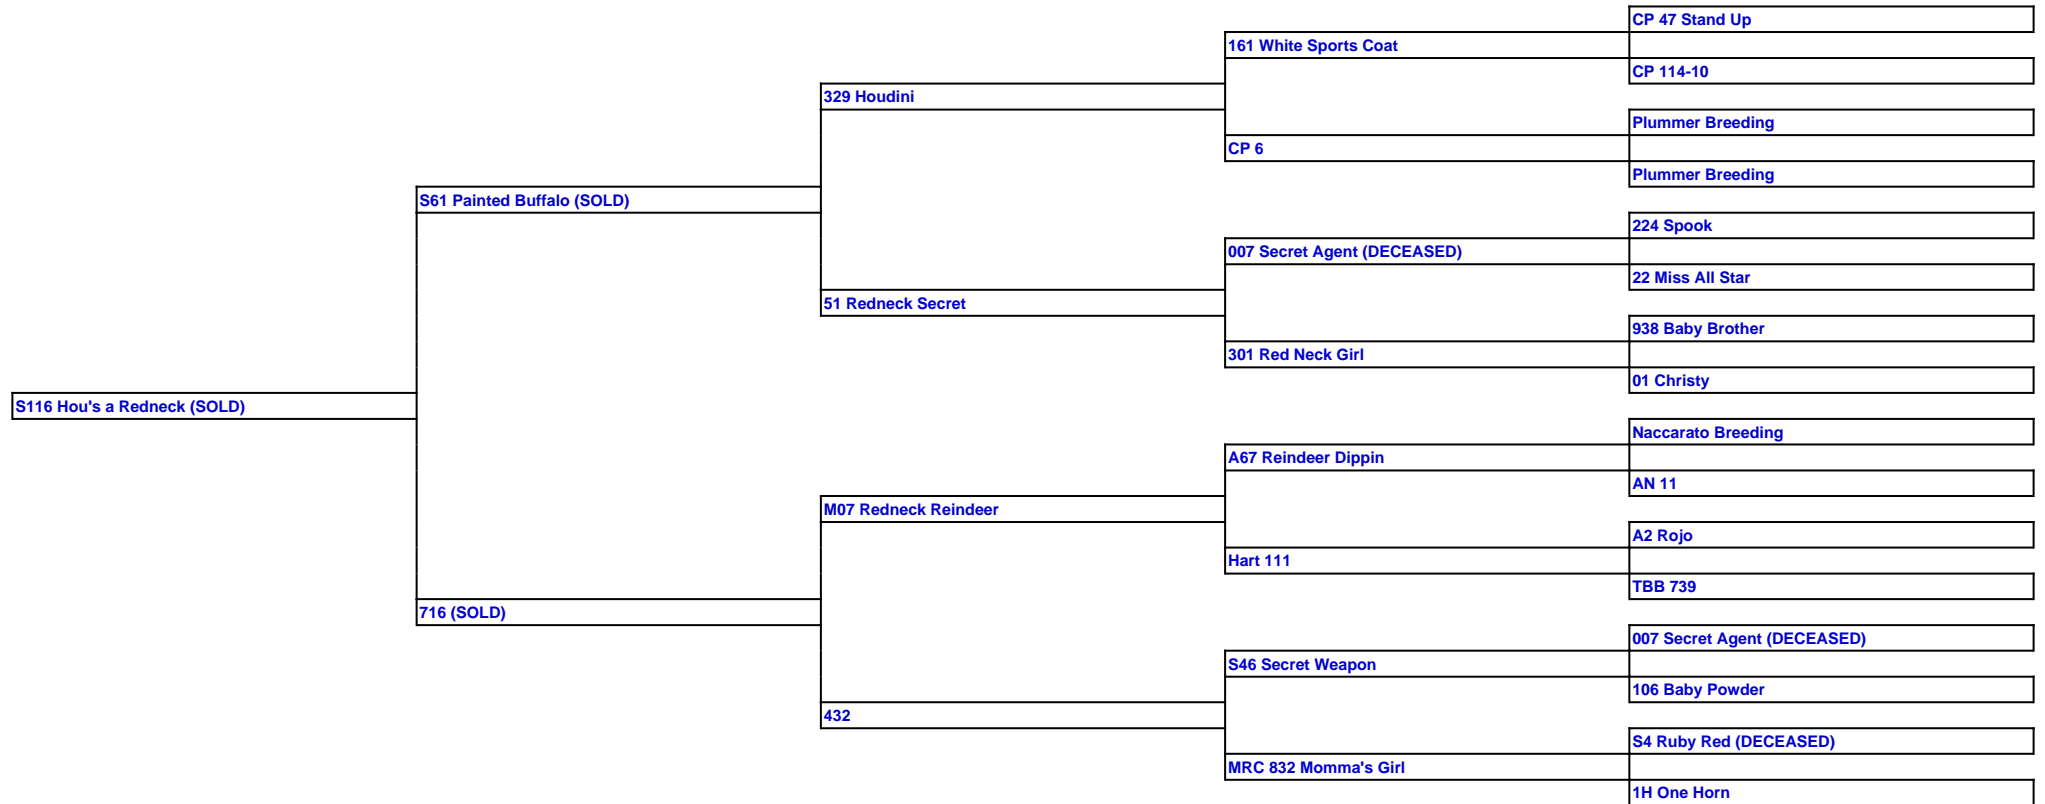 CP 47 Stand Up
161 White Sports Coat
CP 114-10
329 Houdini
Plummer Breeding
CP 6
Plummer Breeding
S61 Painted Buffalo (SOLD)
224 Spook
007 Secret Agent (DECEASED)
22 Miss All Star
51 Redneck Secret
938 Baby Brother
301 Red Neck Girl
01 Christy
S116 Hou's a Redneck (SOLD)
Naccarato Breeding
A67 Reindeer Dippin
AN 11
M07 Redneck Reindeer
A2 Rojo
Hart 111
TBB 739
716 (SOLD)
007 Secret Agent (DECEASED)
S46 Secret Weapon
106 Baby Powder
432
S4 Ruby Red (DECEASED)
MRC 832 Momma's Girl
1H One Horn